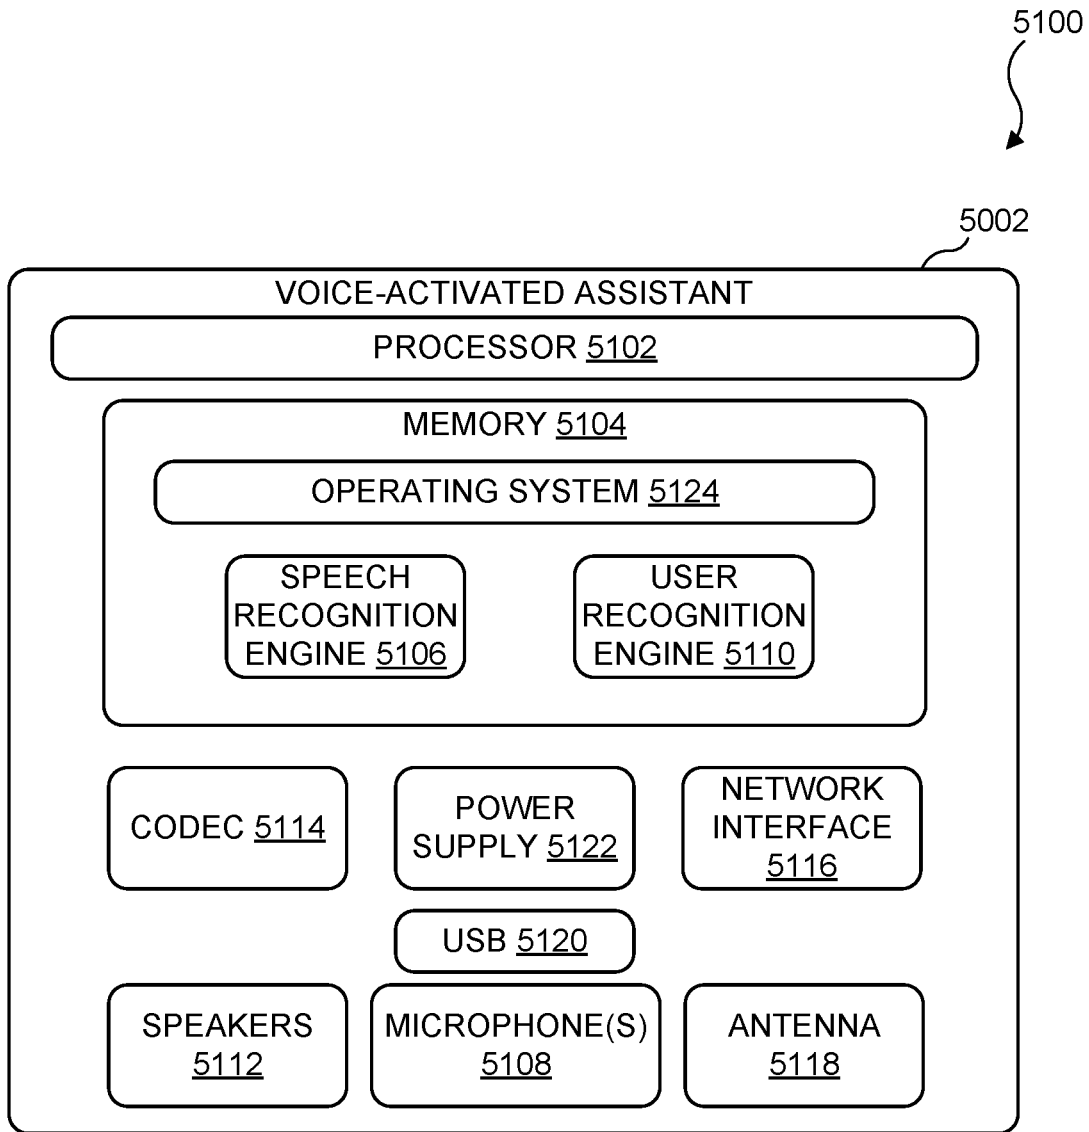 5100
5002
VOICE-ACTIVATED ASSISTANT
PROCESSOR 5102
MEMORY 5104
OPERATING SYSTEM 5124
SPEECH
RECOGNITION
ENGINE 5106
USER
RECOGNITION
ENGINE 5110
CODEC 5114
POWER
SUPPLY 5122
NETWORK
INTERFACE
5116
USB 5120
SPEAKERS
5112
MICROPHONE(S)
5108
ANTENNA
5118